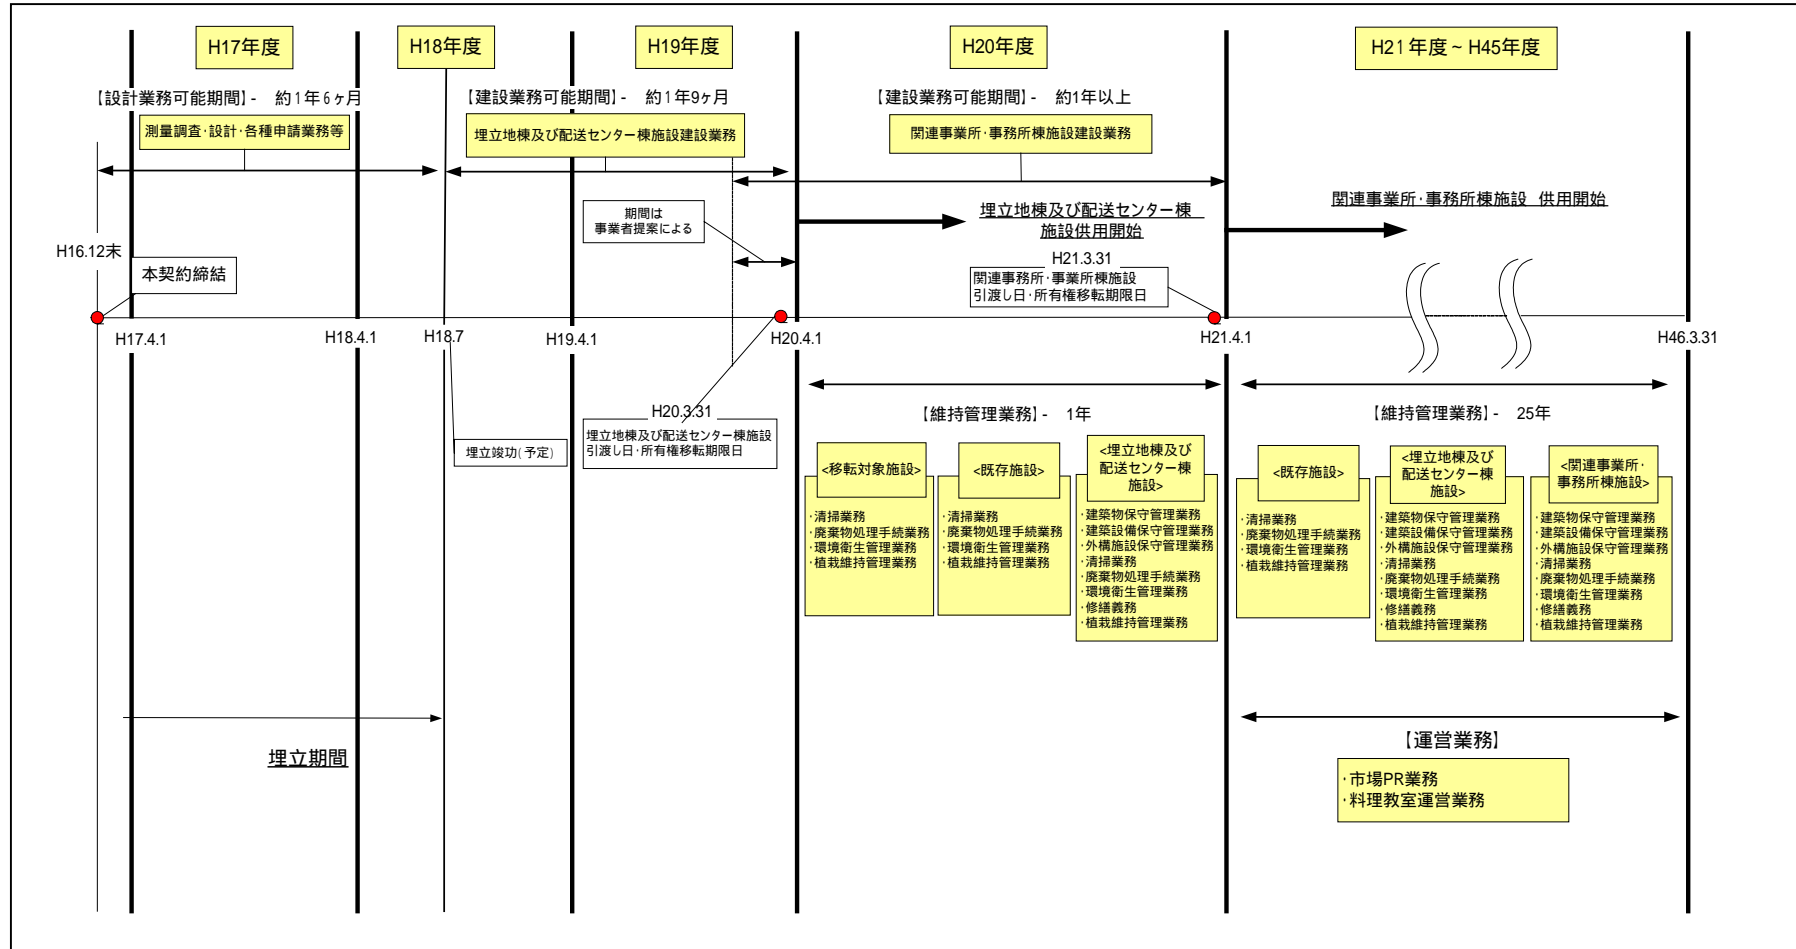 H17年度
H18年度
H19年度
H20年度
H21年度～H45年度
【設計業務可能期間】- 約1年6ヶ月
【建設業務可能期間】- 約1年9ヶ月
【建設業務可能期間】- 約1年以上
測量調査・設計・各種申請業務等
埋立地棟及び配送センター棟施設建設業務
関連事業所・事務所棟施設建設業務
期間は
事業者提案による
埋立地棟及び配送センター棟
施設供用開始
関連事業所・事務所棟施設 供用開始
H16.12末
本契約締結
H21.3.31
関連事務所・事業所棟施設
引渡し日・所有権移転期限日
H17.4.1
H18.4.1
H18.7
H19.4.1
H20.4.1
H21.4.1
H46.3.31
H20.3.31
埋立地棟及び配送センター棟施設
引渡し日・所有権移転期限日
埋立竣功(予定)
【維持管理業務】- 1年
<移転対象施設>
・清掃業務
・廃棄物処理手続業務
・環境衛生管理業務
・植栽維持管理業務
<既存施設>
・清掃業務
・廃棄物処理手続業務
・環境衛生管理業務
・植栽維持管理業務
<埋立地棟及び
配送センター棟
施設>
・建築物保守管理業務
・建築設備保守管理業務
・外構施設保守管理業務
・清掃業務
・廃棄物処理手続業務
・環境衛生管理業務
・修繕義務
・植栽維持管理業務
【維持管理業務】- 25年
<既存施設>
・清掃業務
・廃棄物処理手続業務
・環境衛生管理業務
・植栽維持管理業務
<埋立地棟及び
配送センター棟
施設>
・建築物保守管理業務
・建築設備保守管理業務
・外構施設保守管理業務
・清掃業務
・廃棄物処理手続業務
・環境衛生管理業務
・修繕義務
・植栽維持管理業務
<関連事業所・
事務所棟施設>
・建築物保守管理業務
・建築設備保守管理業務
・外構施設保守管理業務
・清掃業務
・廃棄物処理手続業務
・環境衛生管理業務
・修繕義務
・植栽維持管理業務
埋立期間
【運営業務】
・市場PR業務
・料理教室運営業務